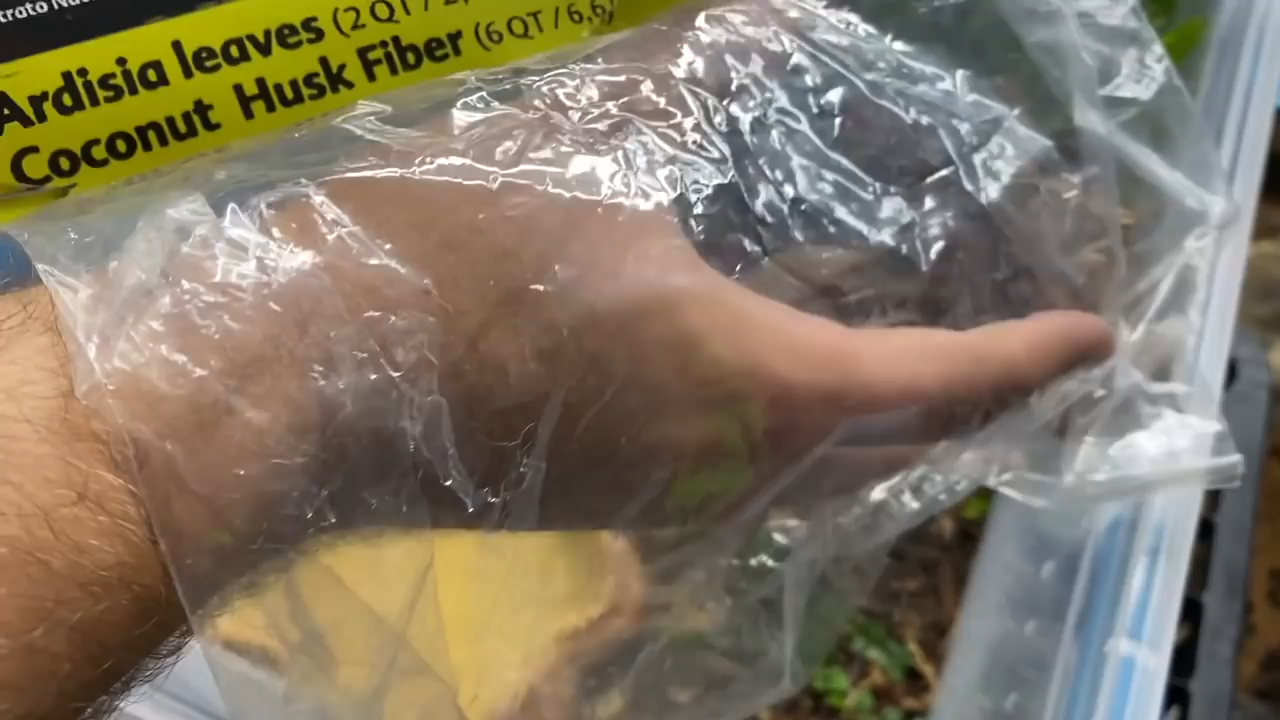 Ardisia leaves (2 QT /
Coconut Husk Fiber (6 QT / 6,6